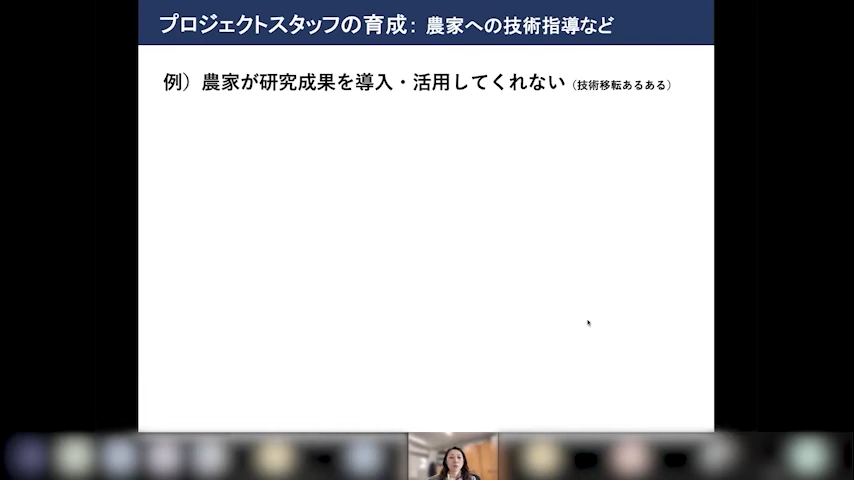 プロジェクトスタッフの育成： 農家への技術指導など
例）農家が研究成果を導入・活用してくれない（技術移転あるある）